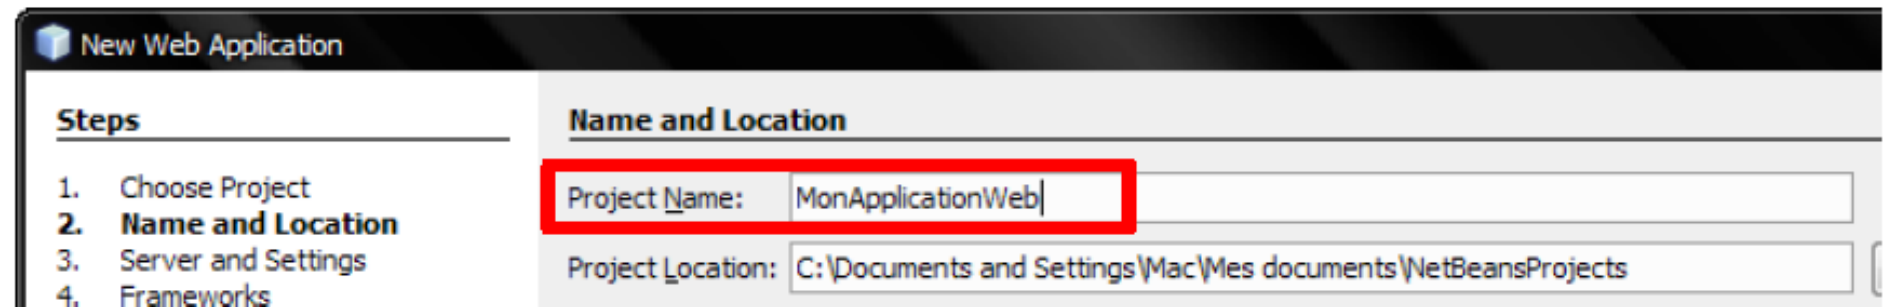 New Web Application
Steps
1. Choose Project
2. Name and Location
3. Server and Settings
4. Frameworks
Name and Location
Project Name: MonApplicationWeb
Project Location: C:\Documents and Settings\Mac\Mes documents\NetBeansProjects